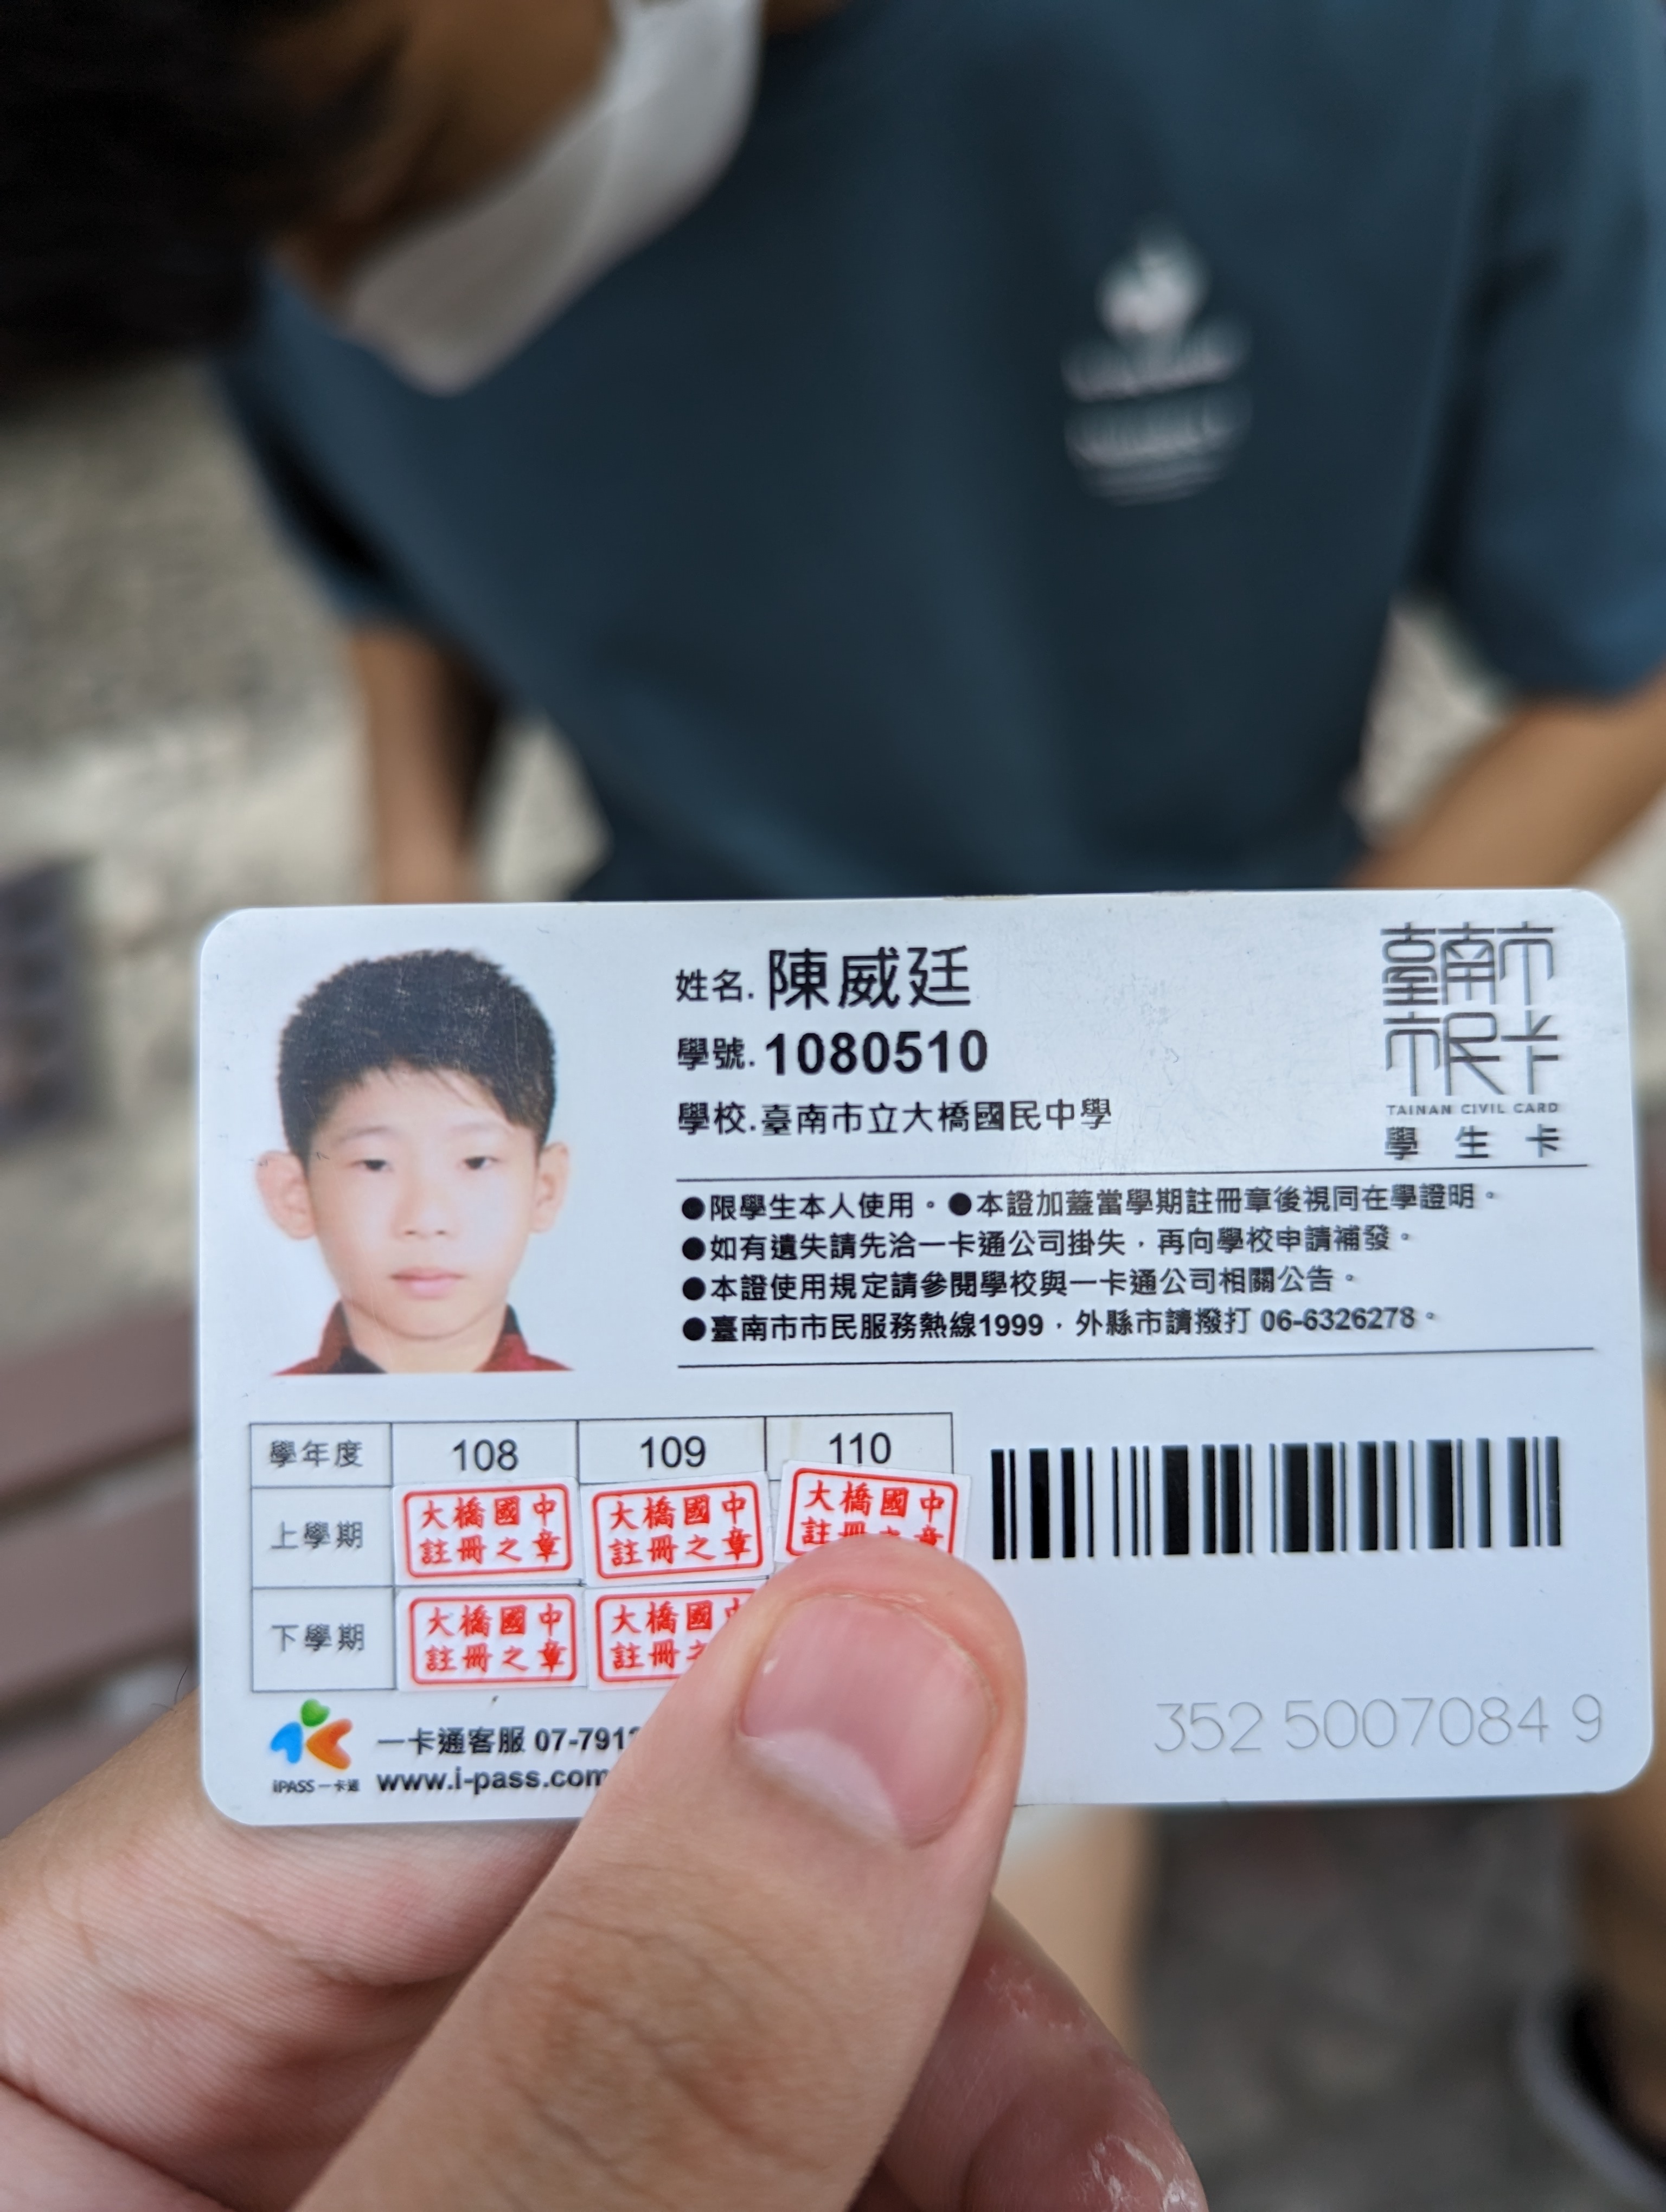 姓名.陳威廷
學號.1080510
學校.臺南市立大橋國民中學
臺南市
市民卡
TAINAN CIVIL CARD
學生卡
●限學生本人使用。●本證加蓋當學期註冊章後視同在學證明。
●如有遺失請先洽一卡通公司掛失，再向學校申請補發。
●本證使用規定請參閱學校與一卡通公司相關公告。
●臺南市市民服務熱線1999，外縣市請撥打 06-6326278。
學年度 108 109 110
上學期
大橋國中
註冊之章
大橋國中
註冊之章
大橋國中
註冊之章
下學期
大橋國中
註冊之章
大橋國中
註冊之
iPASS一卡通
一卡通客服 07-791
www.i-pass.com
352 5007084 9